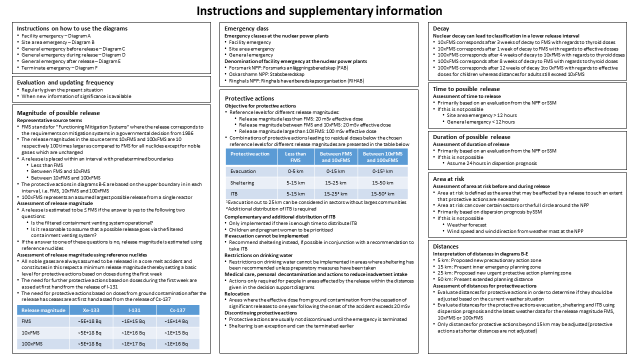 Instructions and supplementary information
Instructions on how to use the diagrams
• Facility emergency – Diagram A
• Site area emergency – Diagram B
• General emergency before release – Diagram C
• General emergency during release – Diagram D
• Terminate emergency – Diagram F
Evaluation and updating frequency
• Regularly given the present situation
• When new information of significance is available
Magnitude of possible release
Representative source terms
• FMS stands for "Functioning Mitigation System" where the release corresponds to
the requirements on mitigation systems in a governmental decision from 1986
• The release magnitudes in the source terms 10xFMS and 100xFMS are 10
respectively 100 times larger as compared to FMS for all nuclides except for noble
gases which are unchanged
• A release is placed within an interval with predetermined boundaries
• Less than FMS
• Between FMS and 10xFMS
• Between 10xFMS and 100xFMS
• The protective actions in diagrams B-E are based on the upper boundary in each
interval, i.e. FMS, 10xFMS and 100xFMS
• 100xFMS represents an assumed largest possible release from a single reactor
Assessment of release magnitude
• A release is estimated to be ≤ FMS if the answer is yes to the following two
questions
• Is the filtered containment venting system operational?
• Is it reasonable to assume that a possible release goes via the filtered
containment venting system?
• If the answer to one of these is no, release magnitude is estimated using
reference nuclides
Assessment of release magnitude using inference nuclides
• All noble gases are always assumed to be released in a core melt accident and
constitutes in this respect a minimum release magnitude thereby setting a basic
level for protective actions based on dose during the first week
• The need for protective actions based on doses during the first week are
assessed at first hand from the release of I-131
• The need for protective actions based on doses from ground contamination after the
release has ceased are at first hand assessed from the release of Cs-137
Release magnitude Xe-133 I-131 Cs-137
FMS ~5E+18 Bq ~1E+15 Bq ~1E+14 Bq
10xFMS ~5E+18 Bq ~1E+16 Bq ~1E+15 Bq
100xFMS ~5E+18 Bq ~1E+17 Bq ~1E+16 Bq
Emergency class
Emergency classes at the nuclear power plants
• Facility emergency
• Site area emergency
• General emergency
Denomination of facility emergency at the nuclear power plants
• Forsmark NPP: Forsmarks anläggningsberedskap (FAB)
• Oskarshamn NPP: Stabsberedskap
• Ringhals NPP: Ringhals høvehavbelsorganisation (RHAB)
Protective actions
Objective for protective actions
• Reference levels for different release magnitudes:
• Release magnitude less than FMS: 20 mSv effective dose
• Release magnitude between FMS and 10xFMS: 20 mSv effective dose
• Release magnitude larger than 10xFMS: 100 mSv effective dose
• Combinations of protective actions leading to residual doses below the chosen
reference levels for different release magnitudes are presented in the table below
Protective action Less than FMS Between FMS and 10xFMS Between 10xFMS and 100xFMS
Evacuation 0-5 km 0-15 km 0-15¹ km
Sheltering 5-15 km 15-25 km 15-50 km
ITB 5-15 km 15-25² km 15-50² km
¹Evacuation out to 25 km can be considered in sectors without large communities
²Additional distribution of ITB is required
Complementary and additional distribution of ITB
• Only implemented if there is enough time to distribute ITB
• Children and pregnant women to be prioritized
If evacuation cannot be implemented
• Recommend sheltering instead, if possible in conjunction with a recommendation to
take ITB
Restrictions on drinking water
• Restrictions on drinking water cannot be implemented in areas where sheltering has
been recommended unless preparatory measures have been taken
Medical care, personal decontamination and actions to reduce inadvertent intake
• Actions only required for people in areas affected by the release within the distances
given in the decision support diagrams
Relocation
• Areas where the effective dose from ground contamination from the cessation of
significant releases to one year following the onset of the accident exceeds 20 mSv
Discontinuing protective actions
• Protective actions are usually not discontinued until the emergency is terminated
• Sheltering is an exception and can be terminated earlier
Decay
Nuclear decay can lead to classification in a lower release interval
• 10xFMS corresponds after 3 weeks of decay to FMS with regards to thyroid doses
• 10xFMS corresponds after 1 week of decay to FMS with regards to effective doses
• 100xFMS corresponds after 4 weeks of decay to 10xFMS with regards to thyroid doses
• 100xFMS corresponds after 6 weeks of decay to FMS with regards to thyroid doses
• 100xFMS corresponds after 12 weeks of decay to FMS with regards to effective
doses for children whereas distances for adults still exceed 10xFMS
Time to possible release
Assessment of time to release
• Primarily based on an evaluation from the NPP or SSM
• If this is not possible
• Site area emergency > 12 hours
• General emergency < 12 hours
Duration of possible release
Assessment of duration
• Primarily based on an evaluation from the NPP or SSM
• If this is not possible
• Assume 24 hours in dispersion prognosis
Area at risk
Assessment of area at risk before and during release
• Area at risk is defined as the area that may be affected by a release to such an extent
that protective actions are necessary
• Area at risk can cover certain sectors or the full circle around the NPP
• Primarily based on dispersion prognosis by SSM
• If this is not possible
• Weather forecast
• Wind speed and wind direction from weather mast at the NPP
Distances
Interpretation of distances in diagrams B-E
• 5 km: Proposed new precautionary action zone
• 15 km: Present inner emergency planning zone
• 25 km: Proposed new urgent protective action planning zone
• 50 km: Present extended planning distance
Assessment of distances for protective actions
• Evaluate distances for protective actions in order to determine if they should be
adjusted based on the current weather situation
• Evaluate distances for the protective actions evacuation, sheltering and ITB using
dispersion prognosis and the latest weather data for the release magnitude FMS,
10xFMS or 100xFMS
• Only distances for protective actions beyond 15 km may be adjusted (protective
actions at shorter distances are not adjusted)